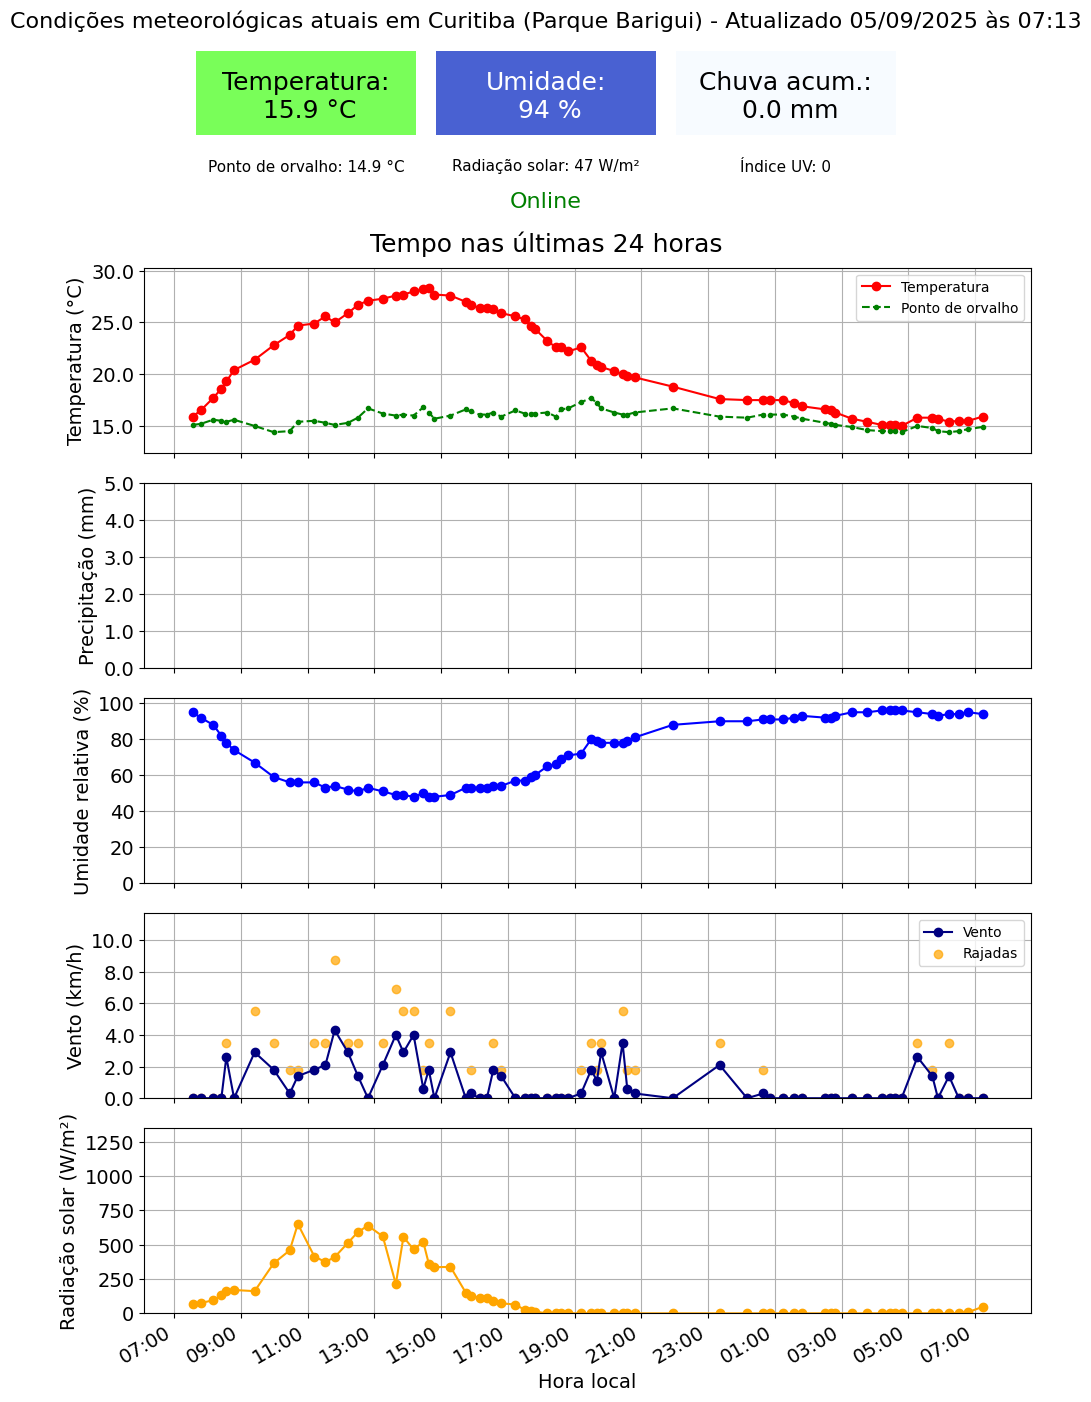 Condições meteorológicas atuais em Curitiba (Parque Barigui) - Atualizado 05/09/2025 às 07:13
Temperatura:
15.9 °C
Umidade:
94 %
Chuva acum.:
0.0 mm
Ponto de orvalho: 14.9 °C
Radiação solar: 47 W/m²
Índice UV: 0
Online
Tempo nas últimas 24 horas
Temperatura (°C)
30.0
25.0
20.0
15.0
Temperatura
Ponto de orvalho
Precipitação (mm)
5.0
4.0
3.0
2.0
1.0
0.0
Umidade relativa (%)
100
80
60
40
20
0
Vento (km/h)
10.0
8.0
6.0
4.0
2.0
0.0
Vento
Rajadas
Radiação solar (W/m²)
1250
1000
750
500
250
0
07:00
09:00
11:00
13:00
15:00
17:00
19:00
21:00
23:00
01:00
03:00
05:00
07:00
Hora local